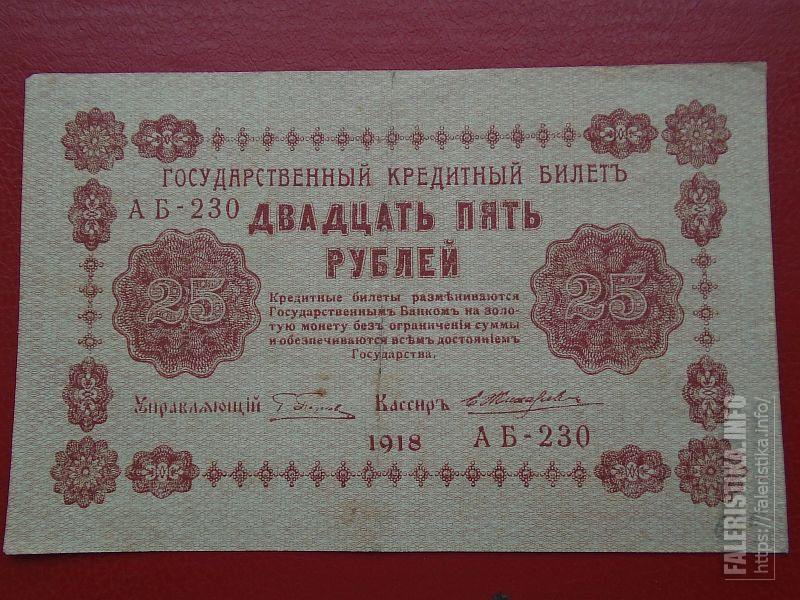 ГОСУДАРСТВЕННЫЙ КРЕДИТНЫЙ БИЛЕТЪ
АБ-230 ДВАДЦАТЬ ПЯТЬ
РУБЛЕЙ
25
25
Кредитные билеты размѣниваются
Государственнымъ Банкомъ на золо-
тую монету безъ ограниченія суммы
и обезпечиваются всѣмъ достояніемъ
Государства.
Управляющій
Кассиръ
1918 АБ-230
FALERISTIKA.INFO
https://faleristika.info/